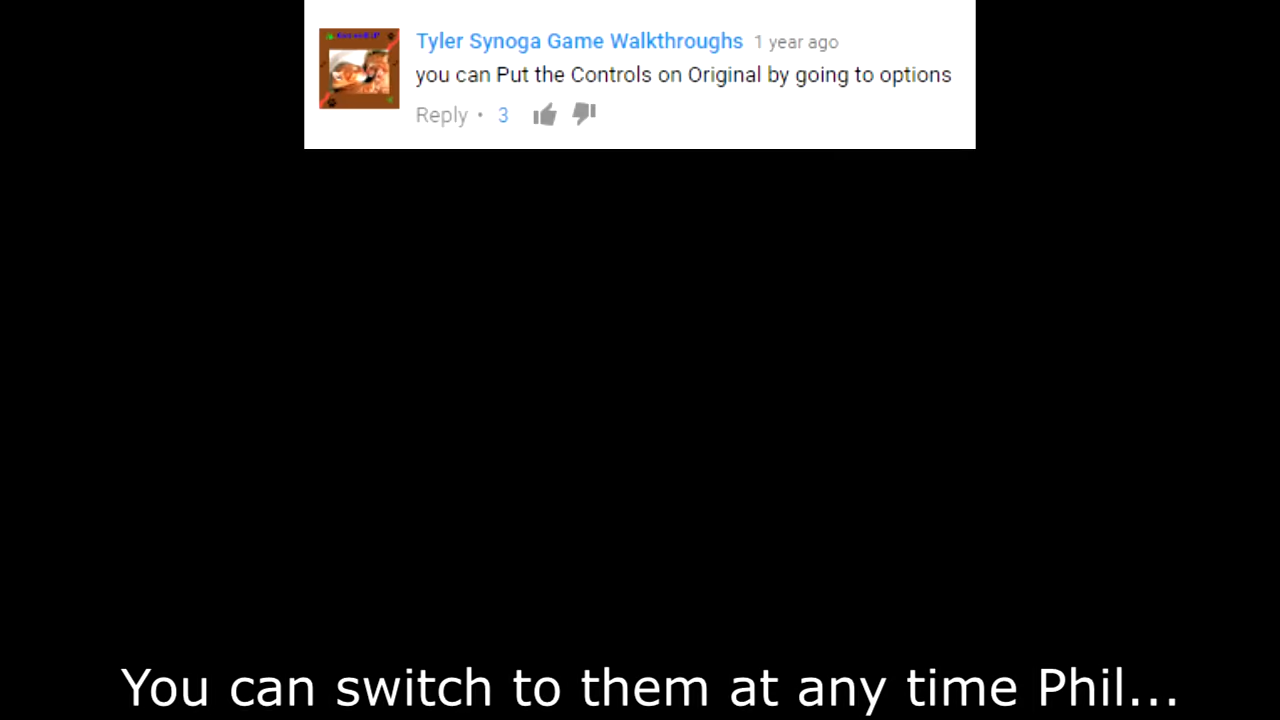 Tyler Synoga Game Walkthroughs 1 year ago
you can Put the Controls on Original by going to options
Reply • 3
You can switch to them at any time Phil...